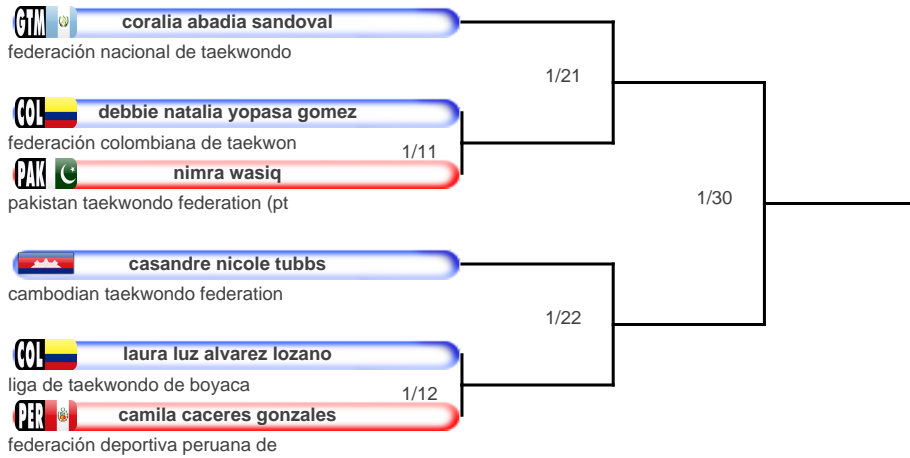 GTM coralia abadia sandoval
federación nacional de taekwondo
1/21
COL debbie natalia yopasa gomez
federación colombiana de taekwon
1/11
PAK nimra wasiq
pakistan taekwondo federation (pt
1/30
casandre nicole tubbs
cambodian taekwondo federation
1/22
COL laura luz alvarez lozano
liga de taekwondo de boyaca
1/12
PER camila caceres gonzales
federación deportiva peruana de